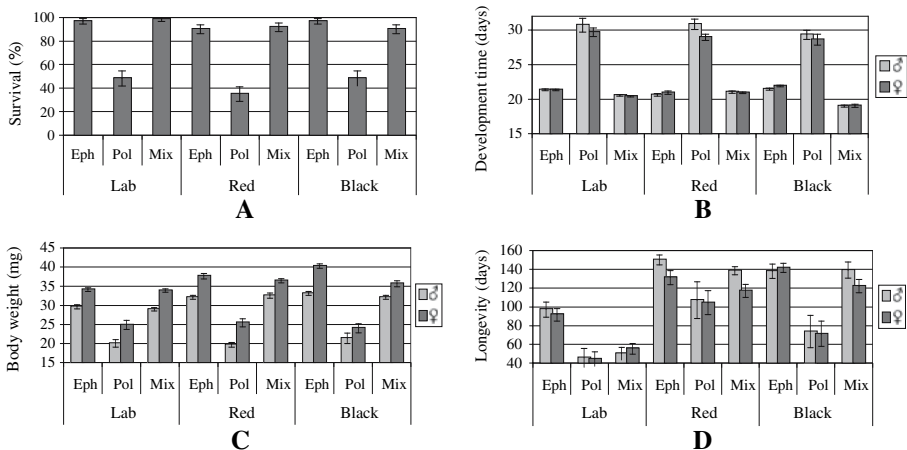 Survival (%)
100
80
60
40
20
0
Eph Pol Mix Eph Pol Mix Eph Pol Mix
Lab Red Black
A
Development time (days)
30
25
20
15
♂
♀
Eph Pol Mix Eph Pol Mix Eph Pol Mix
Lab Red Black
B
Body weight (mg)
45
40
35
31
25
20
15
♂
♀
Eph Pol Mix Eph Pol Mix Eph Pol Mix
Lab Red Black
C
Longevity (days)
160
140
120
100
80
60
40
♂
♀
Eph Pol Mix Eph Pol Mix Eph Pol Mix
Lab Red Black
D